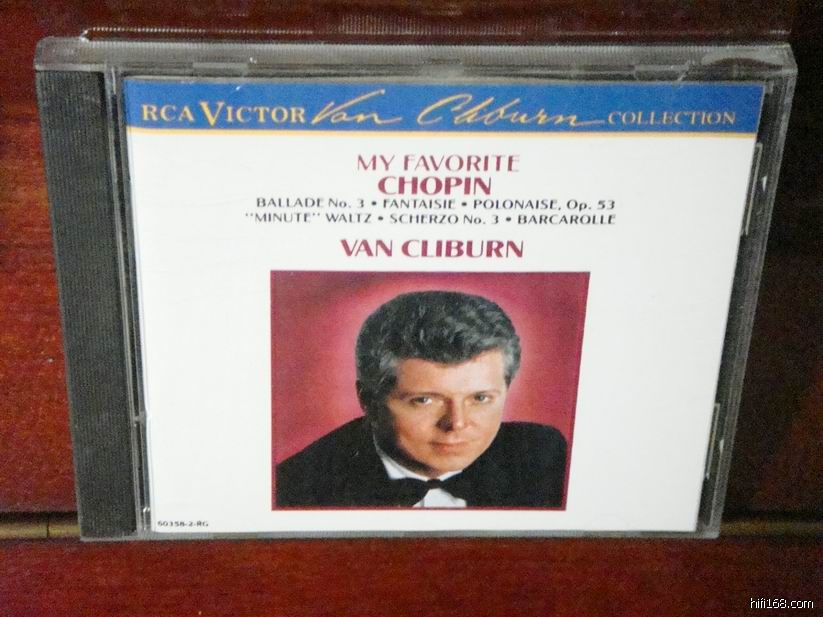 RCA VICTOR Van Cliburn COLLECTION
MY FAVORITE
CHOPIN
BALLADE No. 3 • FANTAISIE • POLONAISE, Op. 53
"MINUTE" WALTZ • SCHERZO No. 3 • BARCAROLLE
VAN CLIBURN
60358-2-RG
hifi168.com